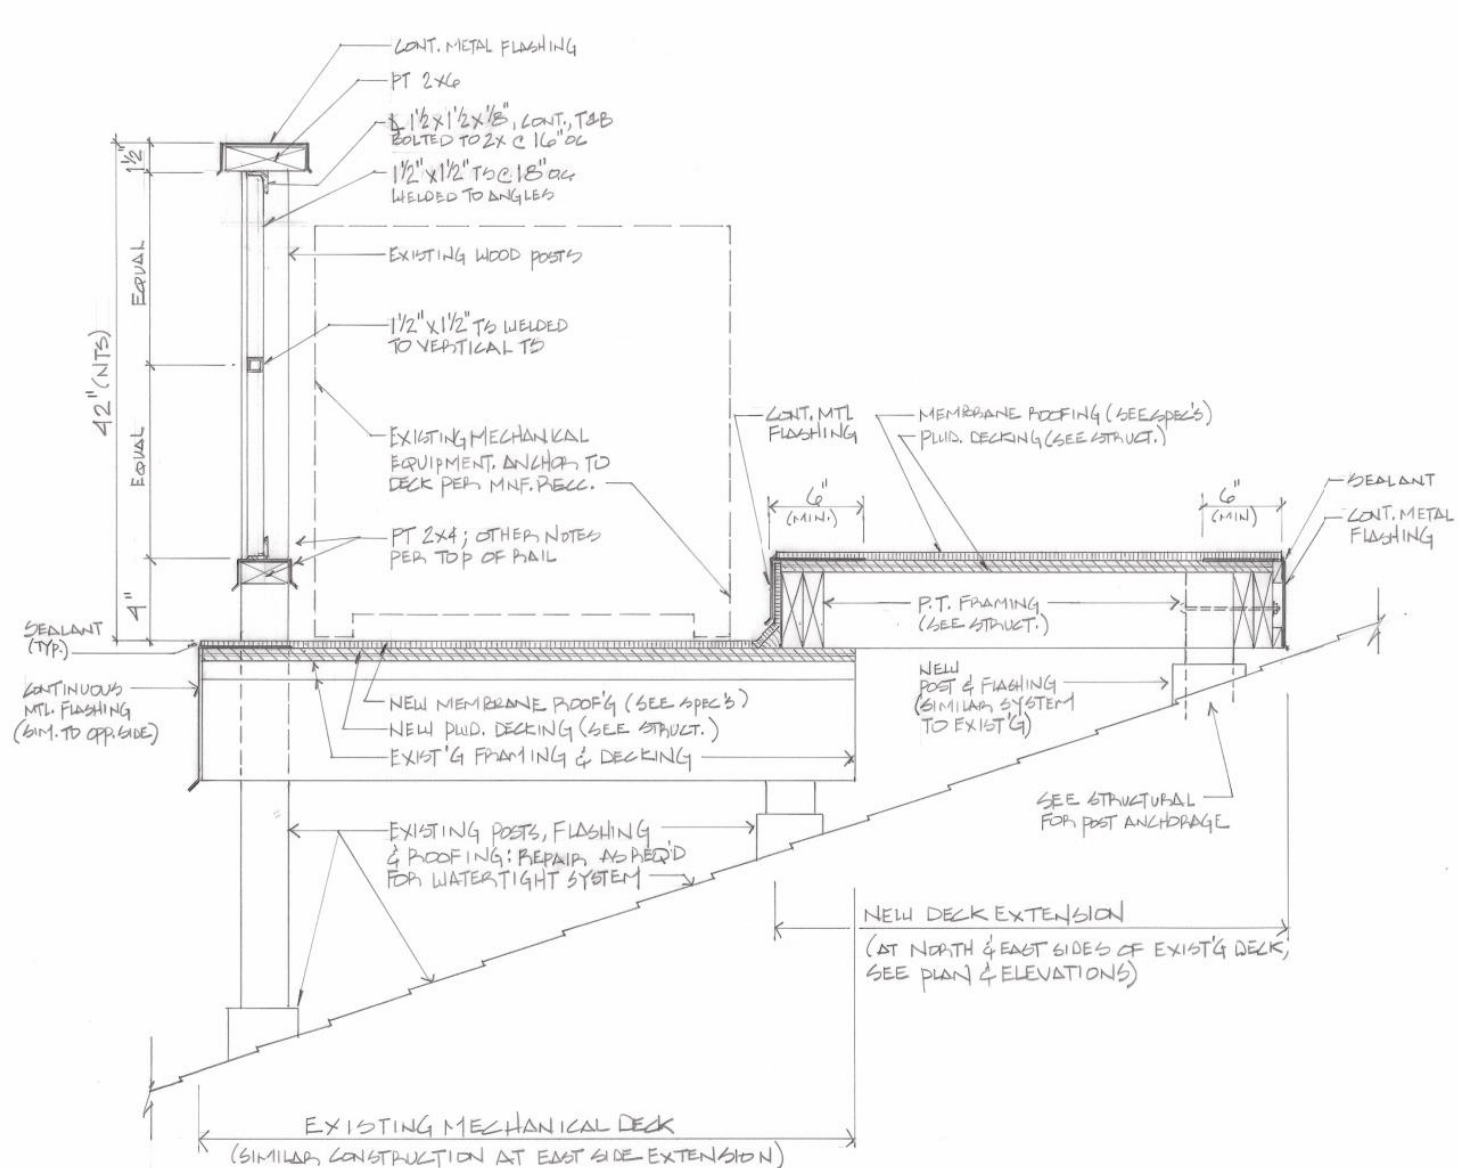 CONT. METAL FLASHING
PT 2x6
L 1½x1½x⅛", CONT., T&B
BOLTED TO 2x @ 16" OC
1½"x1½" TS @ 18" OC
WELDED TO ANGLES
EXISTING WOOD POSTS
1½"x1½" TS WELDED
TO VERTICAL TS
EXISTING MECHANICAL
EQUIPMENT. ANCHOR TO
DECK PER MNF. RECC.
PT 2x4; OTHER NOTES
PER TOP OF RAIL
1½"
EQUAL
42" (NTS)
EQUAL
4"
SEALANT
(TYP.)
CONTINUOUS
MTL. FLASHING
(SIM. TO OPP. SIDE)
CONT. MTL
FLASHING
MEMBRANE ROOFING (SEE SPEC'S)
PLWD. DECKING (SEE STRUCT.)
6"
(MIN.)
6"
(MIN)
SEALANT
CONT. METAL
FLASHING
P.T. FRAMING
(SEE STRUCT.)
NEW
POST & FLASHING
(SIMILAR SYSTEM
TO EXIST'G)
NEW MEMBRANE ROOF'G (SEE SPEC'S)
NEW PLWD. DECKING (SEE STRUCT.)
EXIST'G FRAMING & DECKING
SEE STRUCTURAL
FOR POST ANCHORAGE
EXISTING POSTS, FLASHING
& ROOFING: REPAIR AS REQ'D
FOR WATERTIGHT SYSTEM
NEW DECK EXTENSION
(AT NORTH & EAST SIDES OF EXIST'G DECK,
SEE PLAN & ELEVATIONS)
EXISTING MECHANICAL DECK
(SIMILAR CONSTRUCTION AT EAST SIDE EXTENSION)